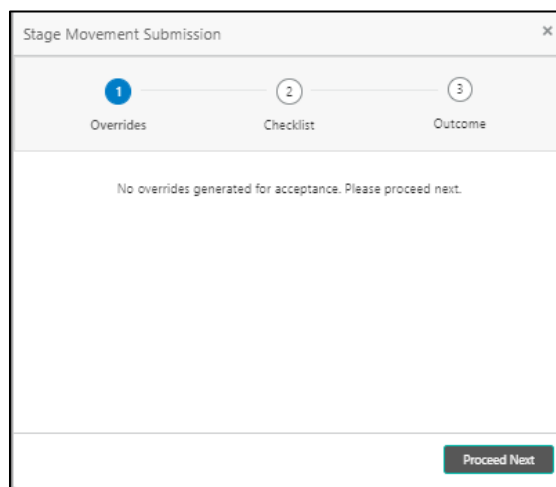 Stage Movement Submission ×
1 2 3
Overrides Checklist Outcome
No overrides generated for acceptance. Please proceed next.
Proceed Next